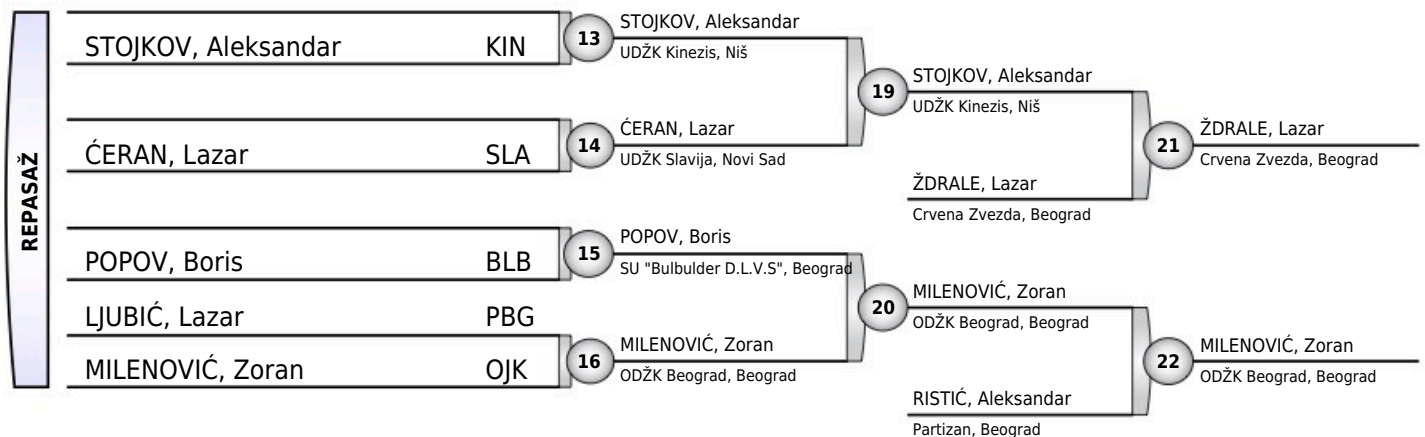 REPASAŽ
STOJKOV, Aleksandar KIN
ĆERAN, Lazar SLA
POPOV, Boris BLB
LJUBIĆ, Lazar PBG
MILENOVIĆ, Zoran OJK
13
STOJKOV, Aleksandar
UDŽK Kinezis, Niš
14
ĆERAN, Lazar
UDŽK Slavija, Novi Sad
15
POPOV, Boris
SU "Bulbulder D.L.V.S", Beograd
16
MILENOVIĆ, Zoran
ODŽK Beograd, Beograd
19
STOJKOV, Aleksandar
UDŽK Kinezis, Niš
ŽDRALE, Lazar
Crvena Zvezda, Beograd
20
MILENOVIĆ, Zoran
ODŽK Beograd, Beograd
RISTIĆ, Aleksandar
Partizan, Beograd
21
ŽDRALE, Lazar
Crvena Zvezda, Beograd
22
MILENOVIĆ, Zoran
ODŽK Beograd, Beograd